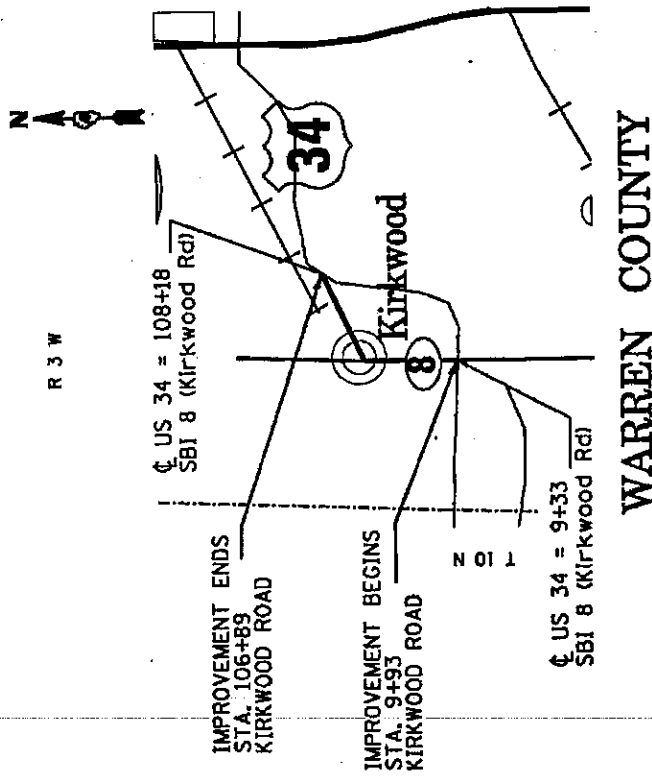 N
R 3 W
℄ US 34 = 108+18
SBI 8 (Kirkwood Rd)
34
IMPROVEMENT ENDS
STA. 106+89
KIRKWOOD ROAD
Kirkwood
8
IMPROVEMENT BEGINS
STA. 9+93
KIRKWOOD ROAD
T 10 N
℄ US 34 = 9+33
SBI 8 (Kirkwood Rd)
WARREN COUNTY